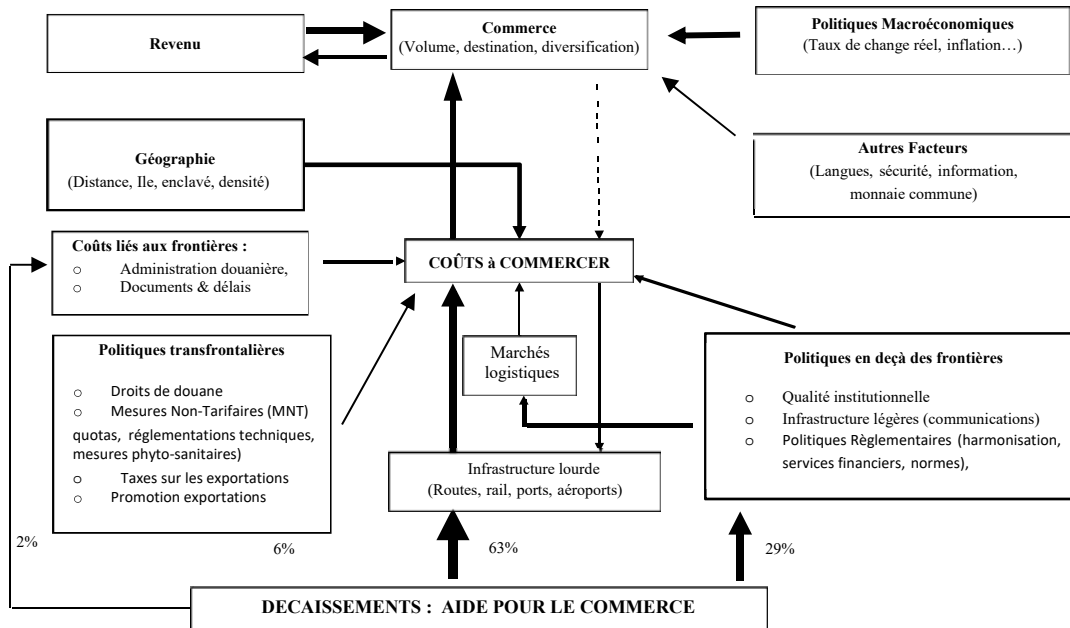 Revenu
Commerce
(Volume, destination, diversification)
Politiques Macroéconomiques
(Taux de change réel, inflation…)
Géographie
(Distance, Ile, enclavé, densité)
Autres Facteurs
(Langues, sécurité, information,
monnaie commune)
Coûts liés aux frontières :
o Administration douanière,
o Documents & délais
COÛTS à COMMERCER
Politiques transfrontalières
o Droits de douane
o Mesures Non-Tarifaires (MNT)
quotas, réglementations techniques,
mesures phyto-sanitaires)
o Taxes sur les exportations
o Promotion exportations
Marchés
logistiques
Politiques en deçà des frontières
o Qualité institutionnelle
o Infrastructure légères (communications)
o Politiques Règlementaires (harmonisation,
services financiers, normes),
Infrastructure lourde
(Routes, rail, ports, aéroports)
2%
6%
63%
29%
DECAISSEMENTS : AIDE POUR LE COMMERCE